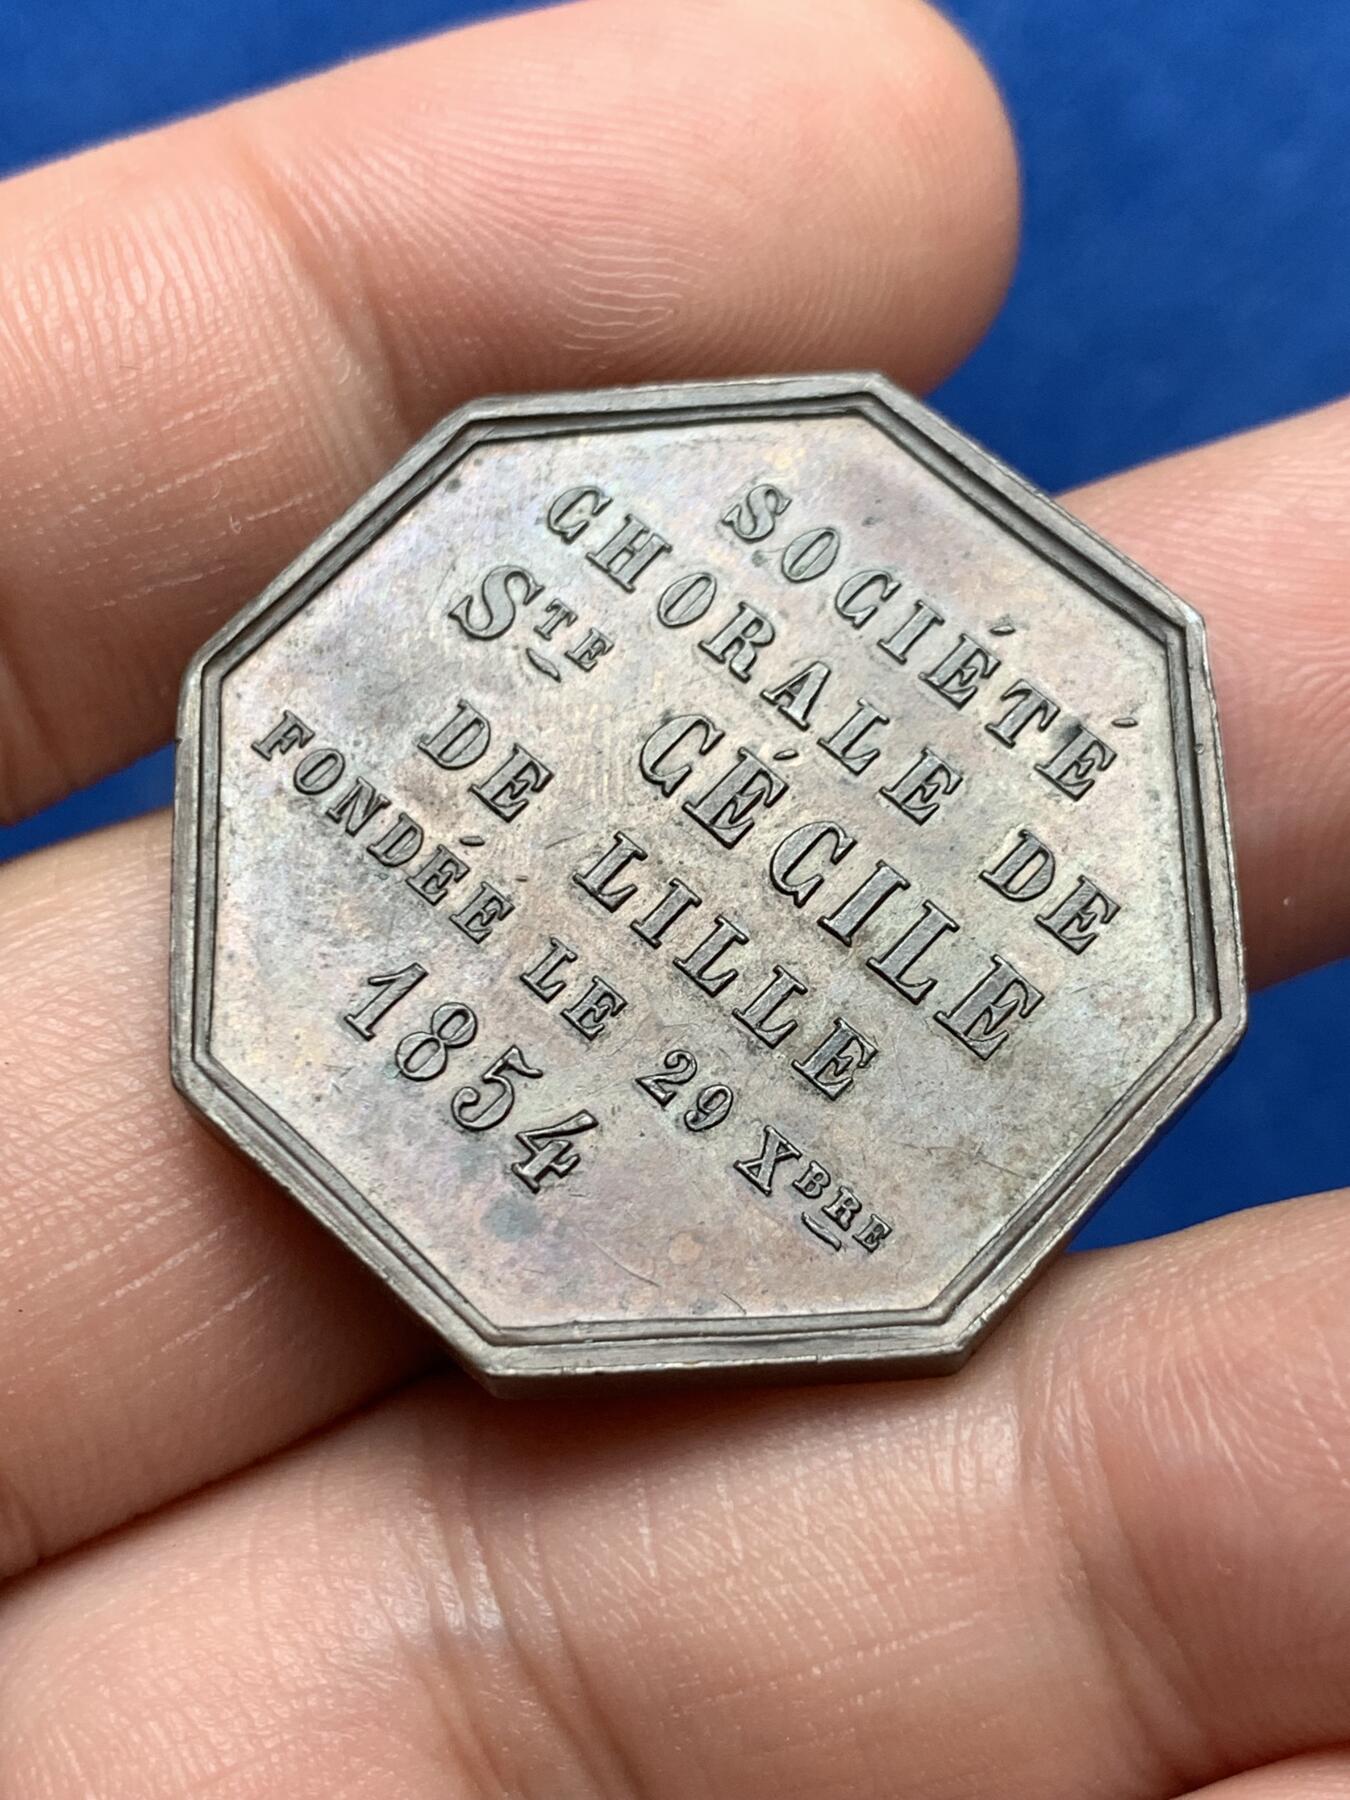 SOCIÉTÉ
CHORALE DE
STE CÉCILE
DE LILLE
FONDÉE LE 29 XBRE
1854